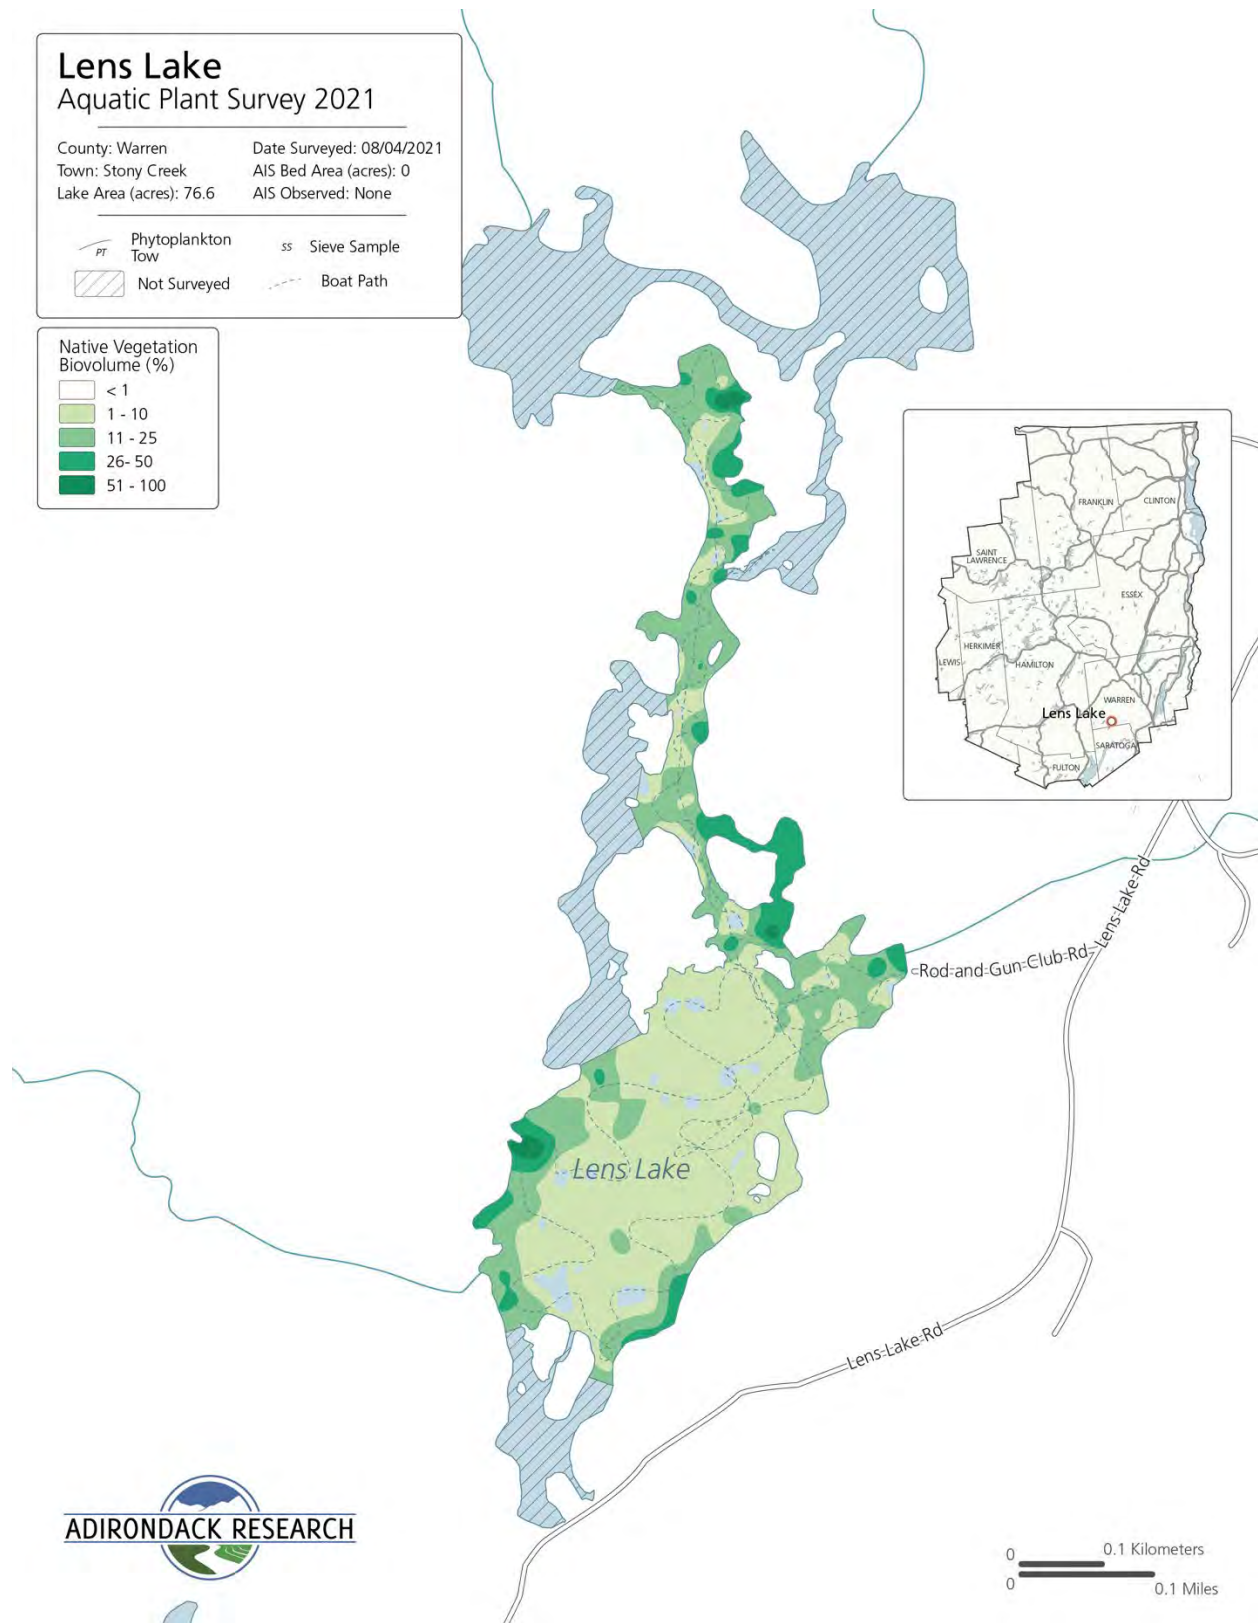 Lens Lake
Aquatic Plant Survey 2021
County: Warren
Date Surveyed: 08/04/2021
Town: Stony Creek
AIS Bed Area (acres): 0
Lake Area (acres): 76.6
AIS Observed: None
PT
Phytoplankton
Tow
SS
Sieve Sample
Not Surveyed
Boat Path
Native Vegetation
Biovolume (%)
< 1
1 - 10
11 - 25
26- 50
51 - 100
FRANKLIN
CLINTON
SAINT
LAWRENCE
ESSEX
HERKIMER
LEWIS
HAMILTON
WARREN
Lens Lake
SARATOGA
FULTON
Lens-Lake-Rd
Rod-and-Gun-Club-Rd
Lens Lake
Lens-Lake-Rd
ADIRONDACK RESEARCH
0
0.1 Kilometers
0
0.1 Miles